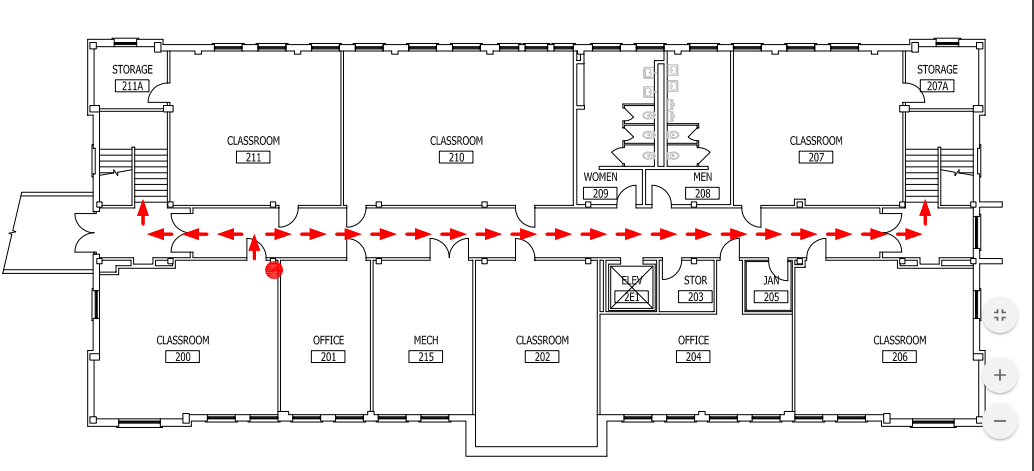 STORAGE
211A
STORAGE
207A
CLASSROOM
211
CLASSROOM
210
CLASSROOM
207
WOMEN
209
MEN
208
ELEV
2E1
STOR
203
JAN
205
CLASSROOM
200
OFFICE
201
MECH
215
CLASSROOM
202
OFFICE
204
CLASSROOM
206